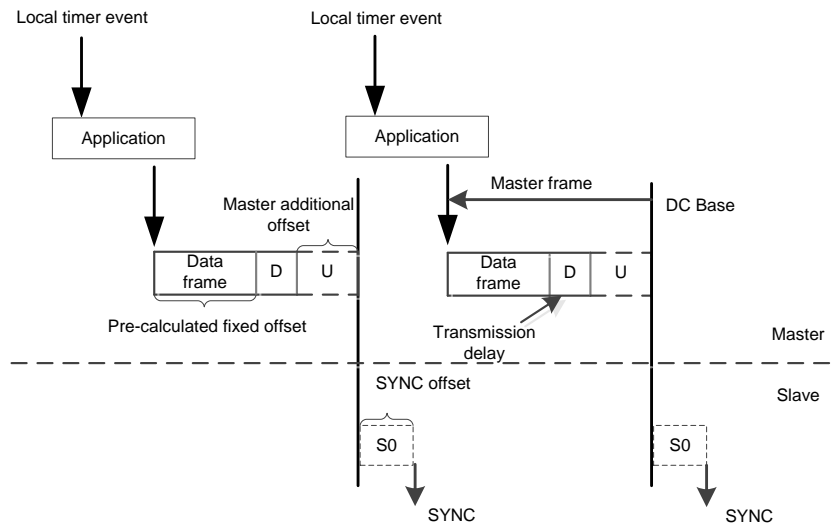 Local timer event
Local timer event
Application
Application
Master frame
DC Base
Master additional
offset
Data
frame
D
U
Data
frame
D
U
Pre-calculated fixed offset
Transmission
delay
Master
SYNC offset
Slave
S0
S0
SYNC
SYNC